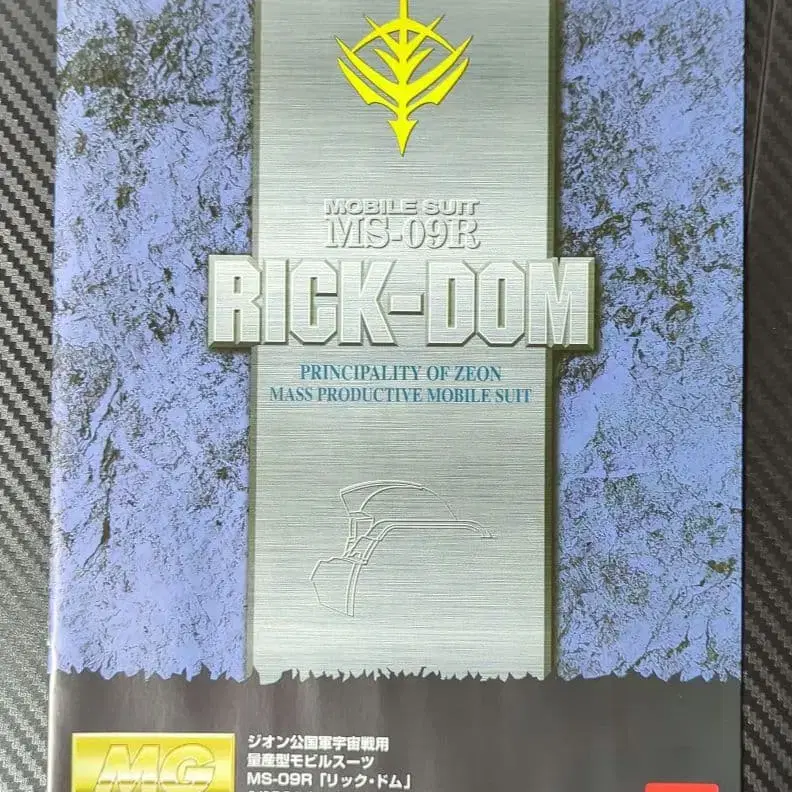 MOBILE SUIT
MS-09R
RICK-DOM
PRINCIPALITY OF ZEON
MASS PRODUCTIVE MOBILE SUIT
MG
ジオン公国軍宇宙戦用
量産型モビルスーツ
MS-09R「リック・ドム」